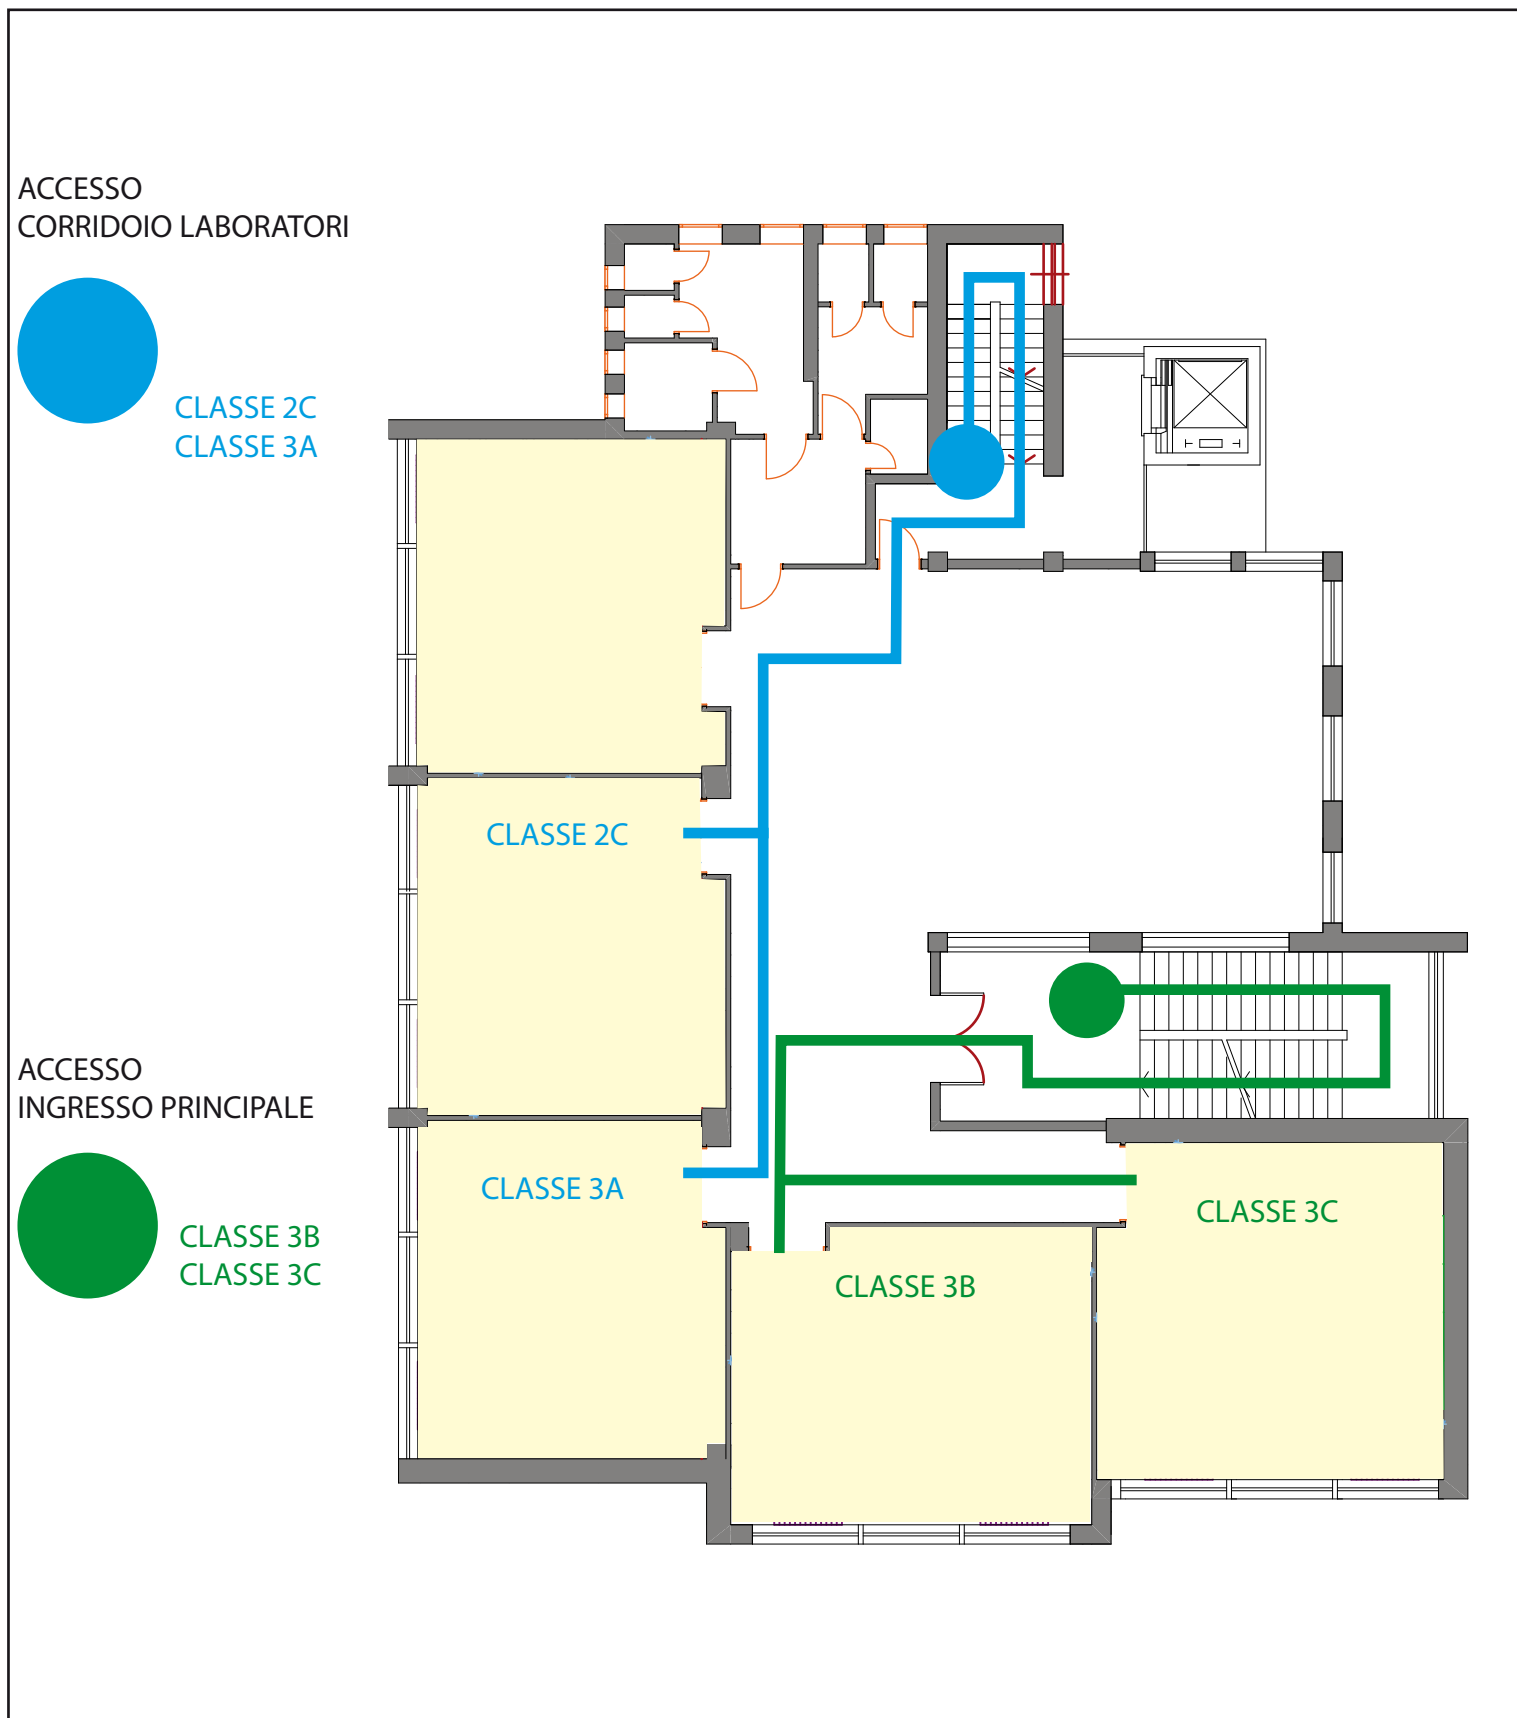 ACCESSO
CORRIDOIO LABORATORI
CLASSE 2C
CLASSE 3A
CLASSE 2C
ACCESSO
INGRESSO PRINCIPALE
CLASSE 3B
CLASSE 3C
CLASSE 3A
CLASSE 3C
CLASSE 3B